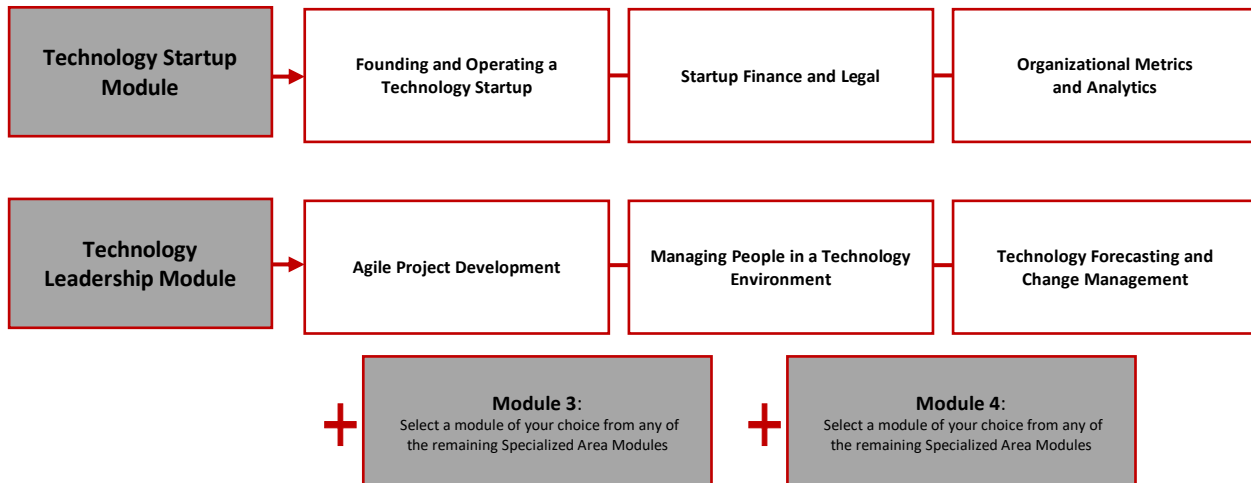 Technology Startup
Module
Founding and Operating a
Technology Startup
Startup Finance and Legal
Organizational Metrics
and Analytics
Technology
Leadership Module
Agile Project Development
Managing People in a Technology
Environment
Technology Forecasting and
Change Management
+
Module 3:
Select a module of your choice from any of
the remaining Specialized Area Modules
+
Module 4:
Select a module of your choice from any of
the remaining Specialized Area Modules